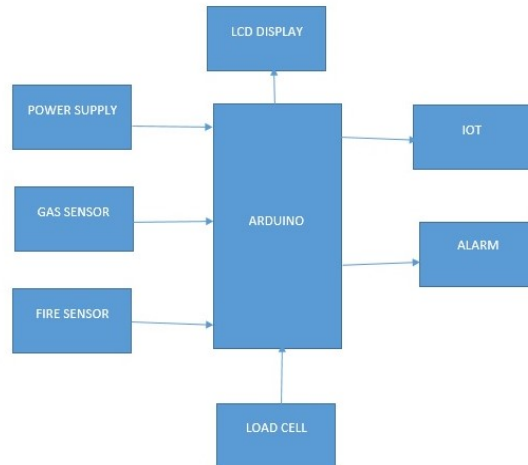 LCD DISPLAY
POWER SUPPLY
IOT
GAS SENSOR
ARDUINO
ALARM
FIRE SENSOR
LOAD CELL